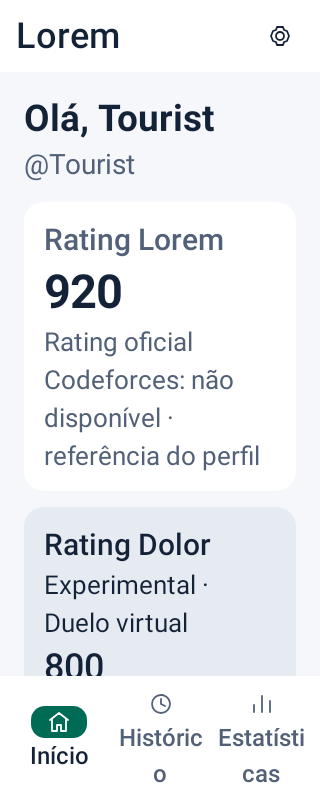 Lorem
Olá, Tourist
@Tourist
Rating Lorem
920
Rating oficial
Codeforces: não
disponível ·
referência do perfil
Rating Dolor
Experimental ·
Duelo virtual
800
Início
Históric
o
Estatísti
cas